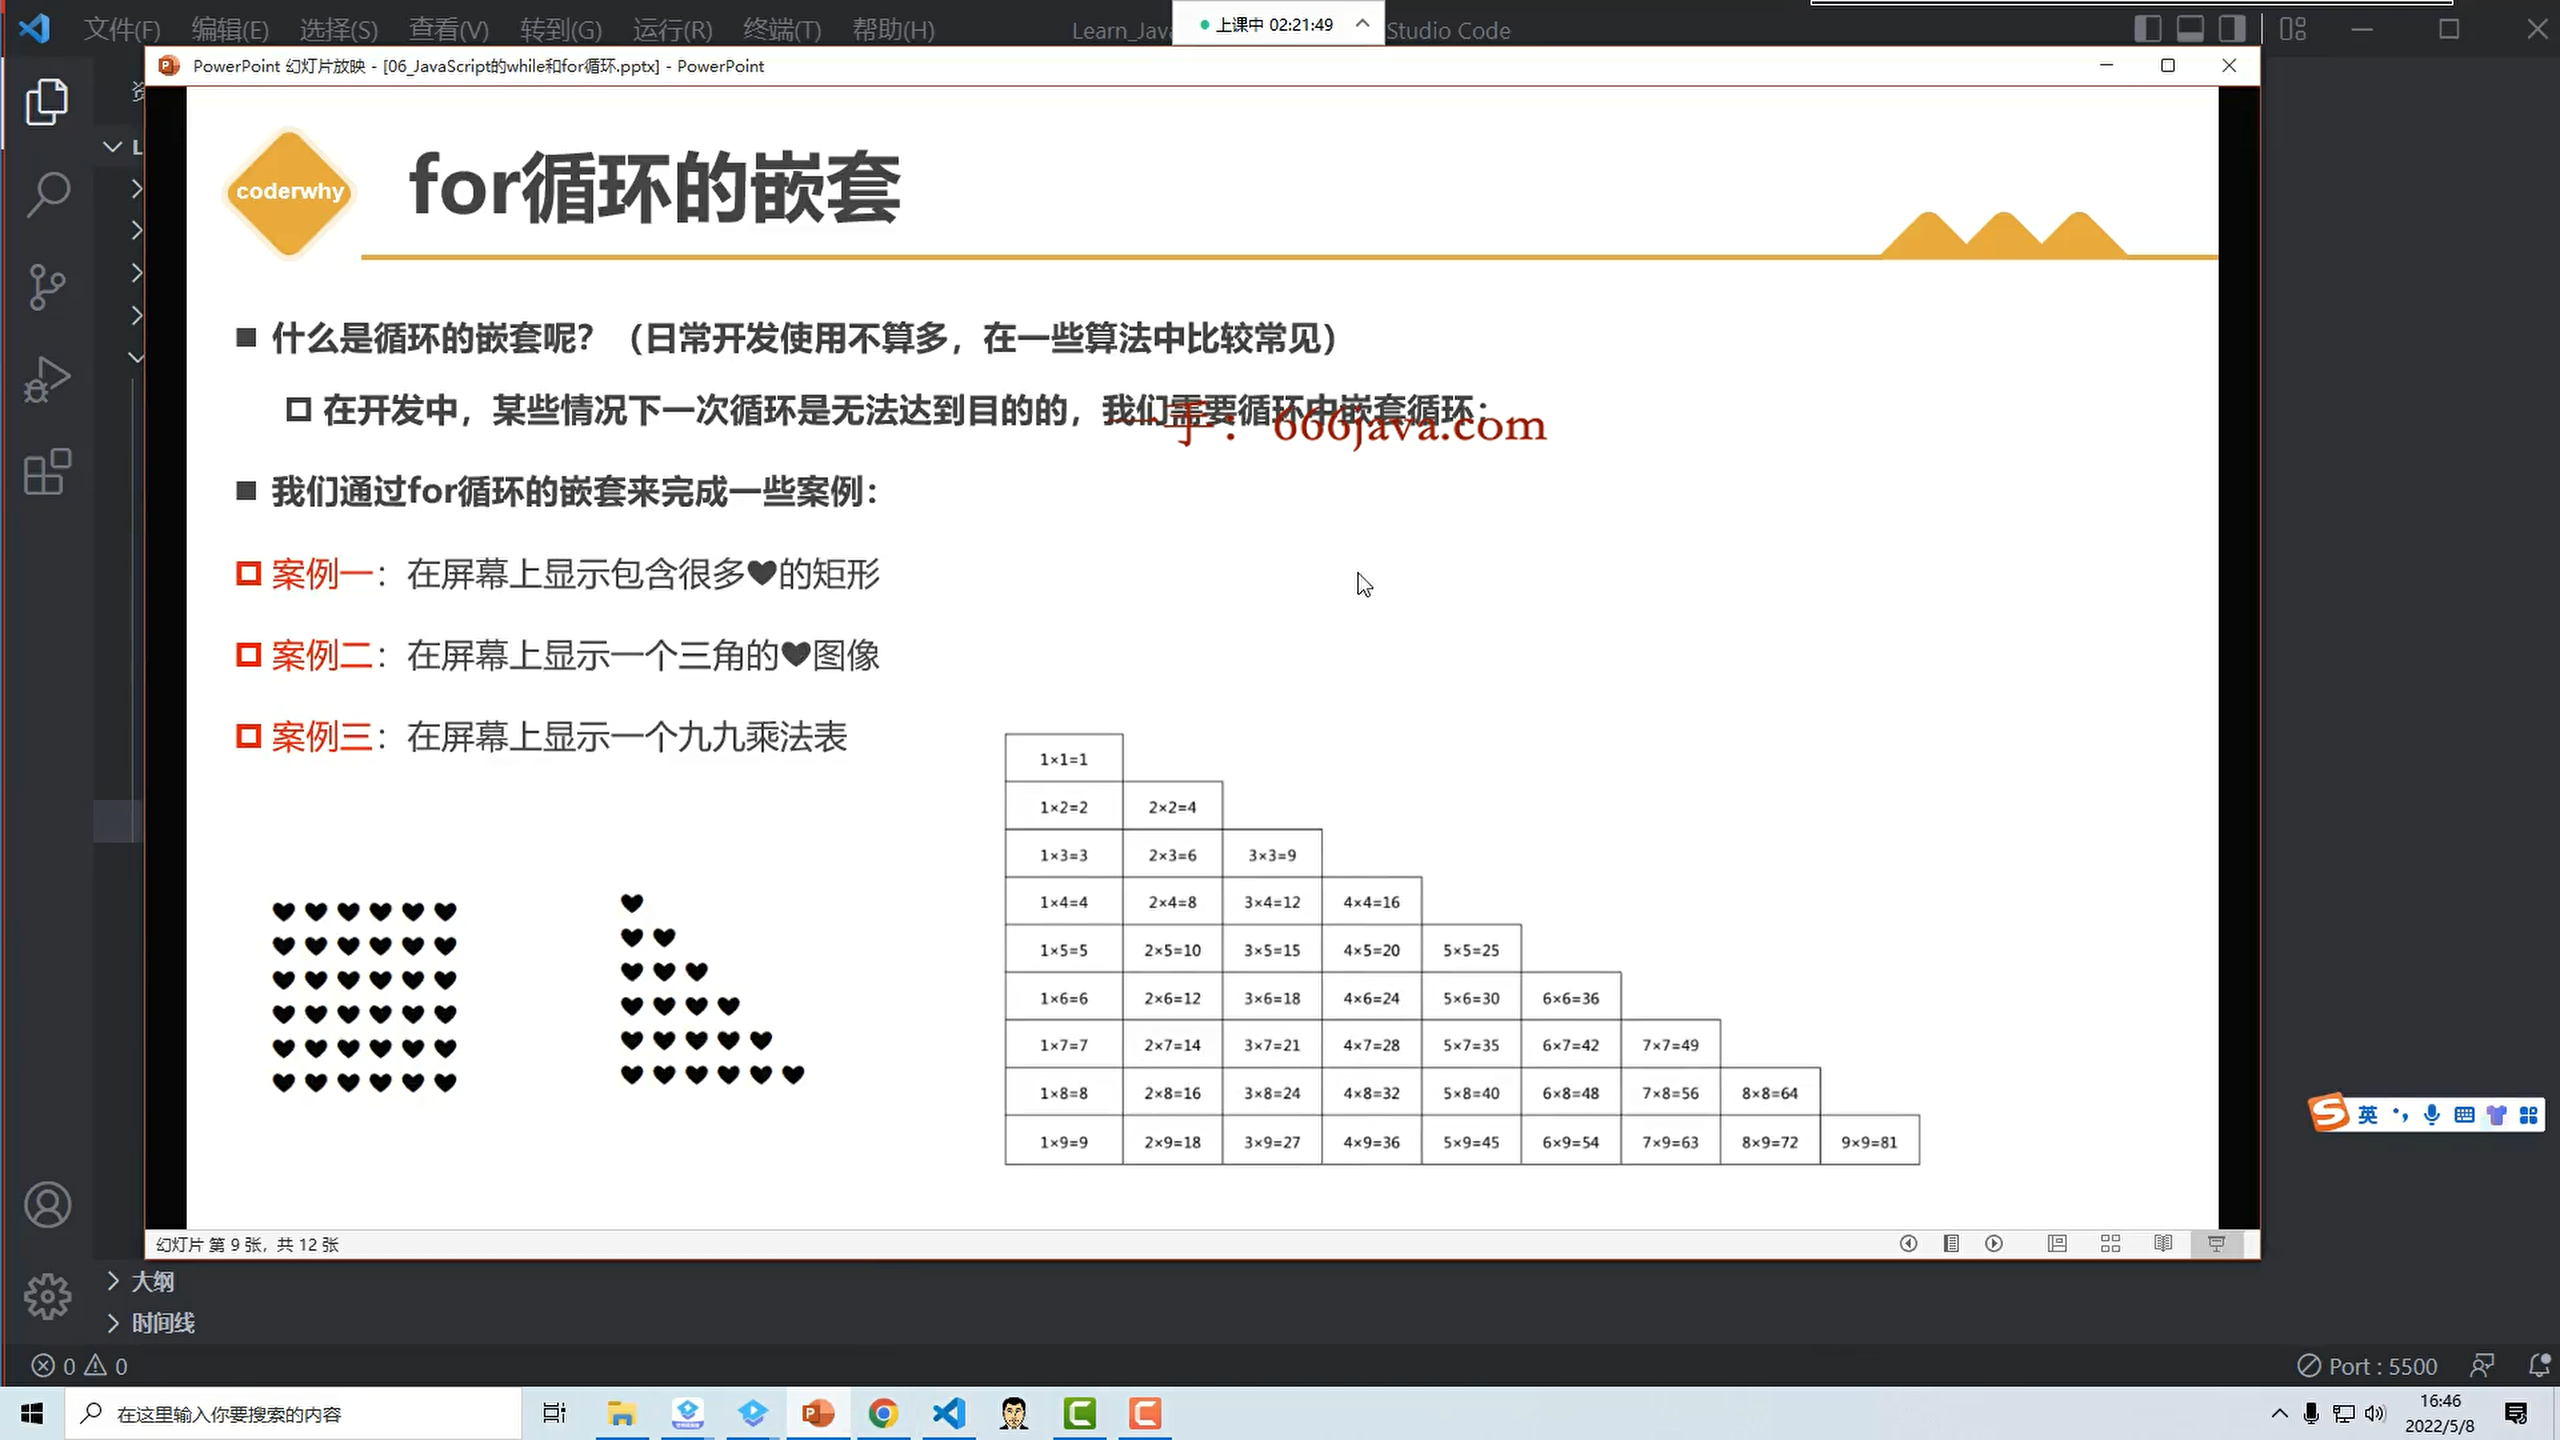 文件(F) 编辑(E) 选择(S) 查看(V) 转到(G) 运行(R) 终端(T) 帮助(H) Learn_Java 上课中 02:21:49 Studio Code
PowerPoint 幻灯片放映 - [06_JavaScript的while和for循环.pptx] - PowerPoint
coderwhy
for循环的嵌套
什么是循环的嵌套呢？（日常开发使用不算多，在一些算法中比较常见）
在开发中，某些情况下一次循环是无法达到目的的，我们需要循环中嵌套循环；
一手：666java.com
我们通过for循环的嵌套来完成一些案例：
案例一：在屏幕上显示包含很多♥的矩形
案例二：在屏幕上显示一个三角的♥图像
案例三：在屏幕上显示一个九九乘法表
1×1=1
1×2=2 2×2=4
1×3=3 2×3=6 3×3=9
1×4=4 2×4=8 3×4=12 4×4=16
1×5=5 2×5=10 3×5=15 4×5=20 5×5=25
1×6=6 2×6=12 3×6=18 4×6=24 5×6=30 6×6=36
1×7=7 2×7=14 3×7=21 4×7=28 5×7=35 6×7=42 7×7=49
1×8=8 2×8=16 3×8=24 4×8=32 5×8=40 6×8=48 7×8=56 8×8=64
1×9=9 2×9=18 3×9=27 4×9=36 5×9=45 6×9=54 7×9=63 8×9=72 9×9=81
英
幻灯片 第 9 张，共 12 张
大纲
时间线
0 0 Port : 5500
在这里输入你要搜索的内容
16:46
2022/5/8